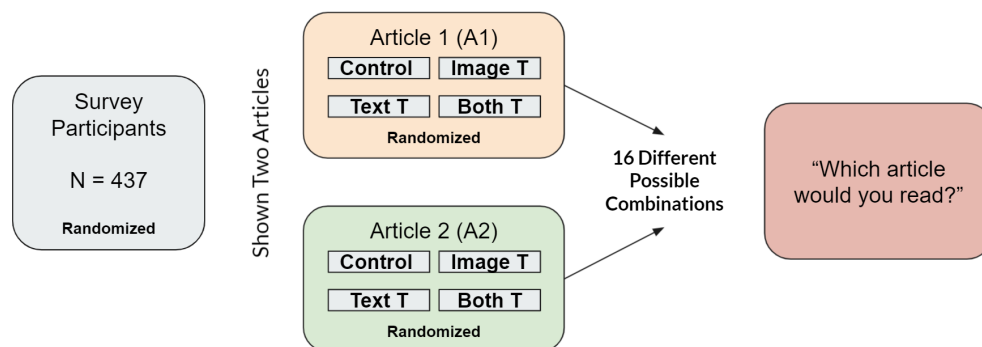 Survey
Participants
N = 437
Randomized
Shown Two Articles
Article 1 (A1)
Control
Image T
Text T
Both T
Randomized
Article 2 (A2)
Control
Image T
Text T
Both T
Randomized
16 Different
Possible
Combinations
“Which article
would you read?”